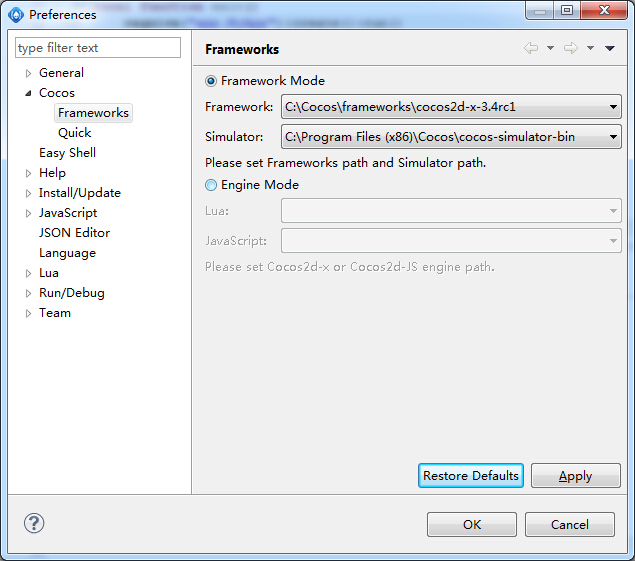 Preferences
type filter text
General
Cocos
Frameworks
Quick
Easy Shell
Help
Install/Update
JavaScript
JSON Editor
Language
Lua
Run/Debug
Team
Frameworks
Framework Mode
Framework: C:\Cocos\frameworks\cocos2d-x-3.4rc1
Simulator: C:\Program Files (x86)\Cocos\cocos-simulator-bin
Please set Frameworks path and Simulator path.
Engine Mode
Lua:
JavaScript:
Please set Cocos2d-x or Cocos2d-JS engine path.
Restore Defaults Apply
OK Cancel